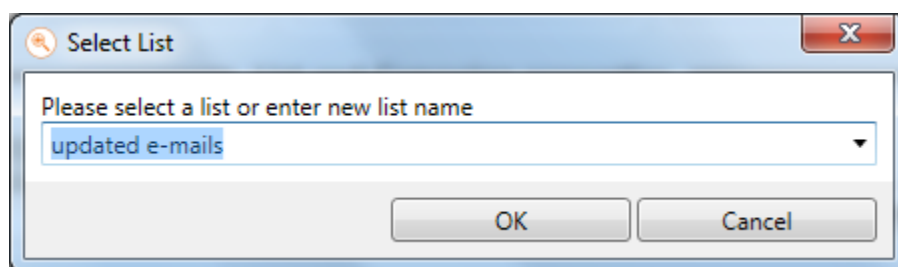 Select List
Please select a list or enter new list name
updated e-mails
OK Cancel